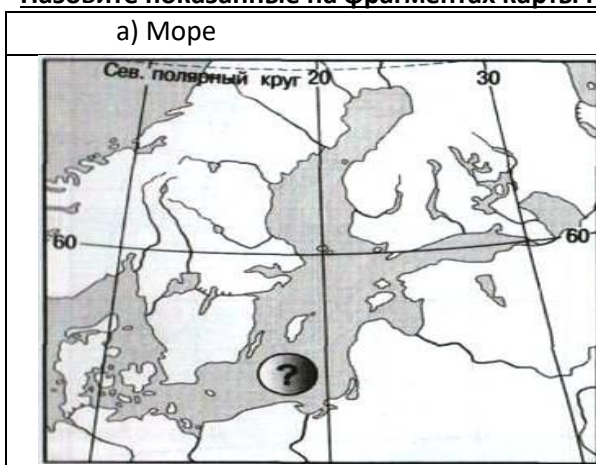 Назовите показанные на фрагментах карты
а) Море
Сев. полярный круг 20 30
60 60
?